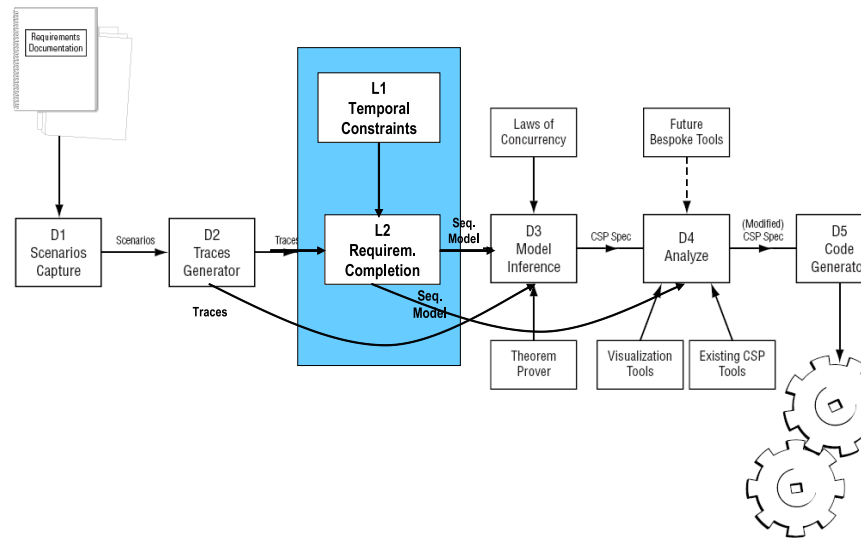 Requirements
Documentation
L1
Temporal
Constraints
Laws of
Concurrency
Future
Bespoke Tools
D1
Scenarios
Capture
Scenarios
D2
Traces
Generator
Traces
L2
Requirem.
Completion
Seq.
Model
D3
Model
Inference
CSP Spec
D4
Analyze
(Modified)
CSP Spec
D5
Code
Generator
Traces
Seq.
Model
Theorem
Prover
Visualization
Tools
Existing CSP
Tools